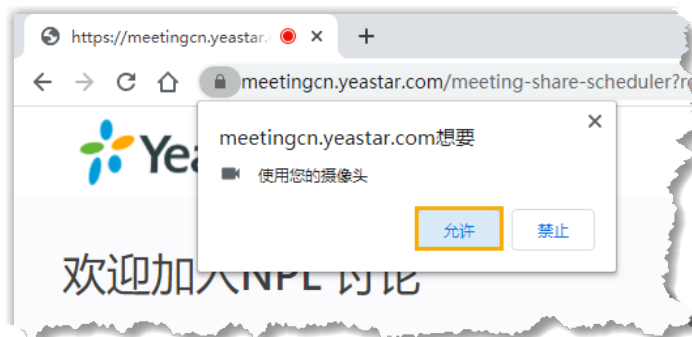 https://meetingcn.yeastar.
meetingcn.yeastar.com/meeting-share-scheduler?r
meetingcn.yeastar.com想要
使用您的摄像头
Yea
允许
禁止
欢迎加入NPL 讨论